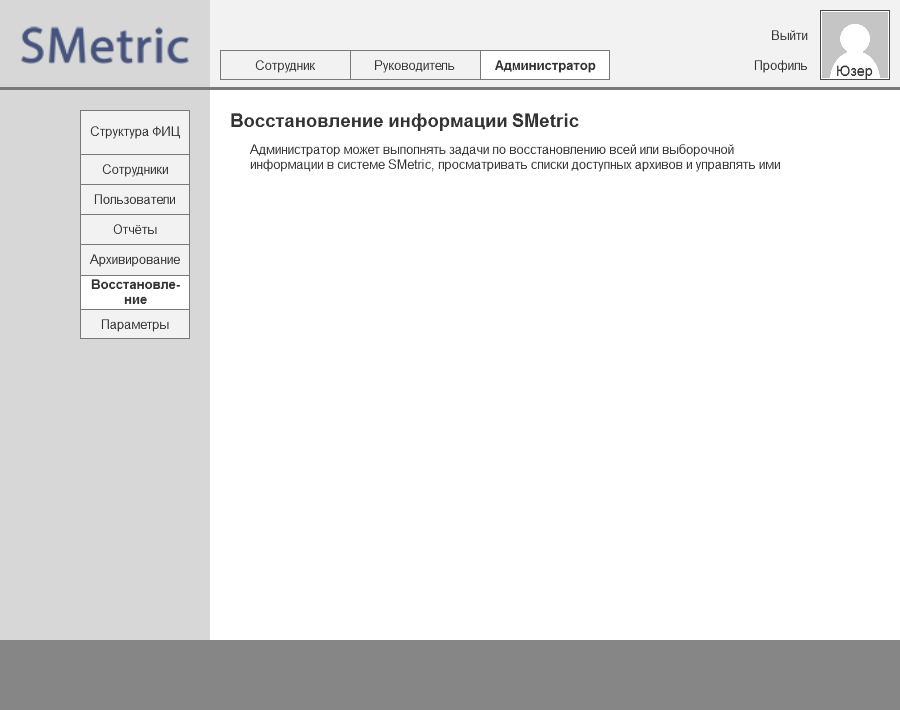 SMetric
Выйти
Профиль
Юзер
Сотрудник
Руководитель
Администратор
Структура ФИЦ
Сотрудники
Пользователи
Отчёты
Архивирование
Восстановле-
ние
Параметры
Восстановление информации SMetric
Администратор может выполнять задачи по восстановлению всей или выборочной
информации в системе SMetric, просматривать списки доступных архивов и управлять ими